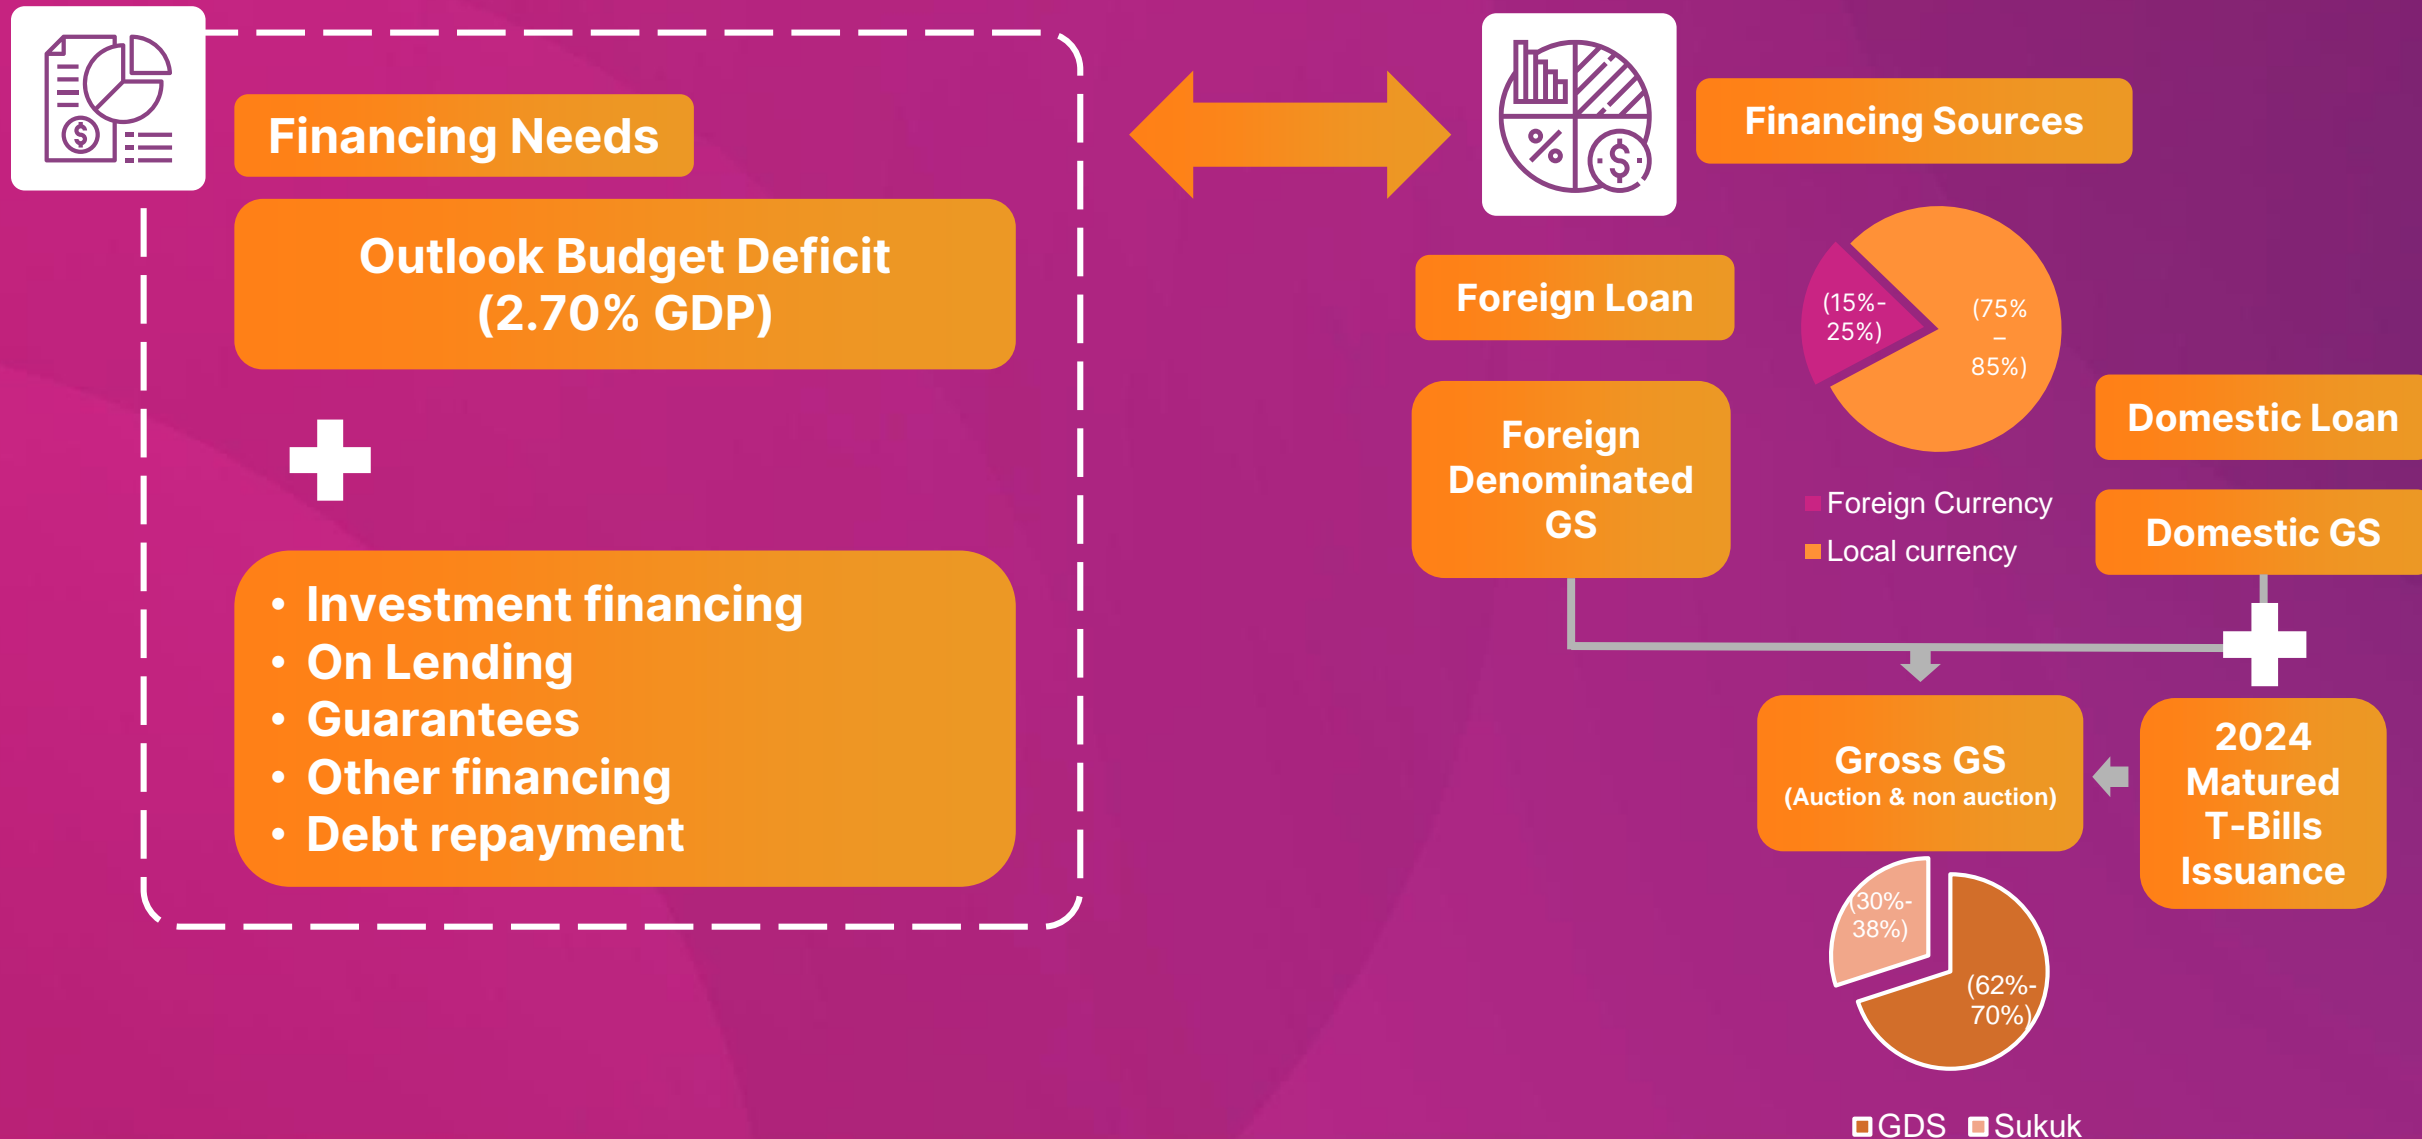 Financing Needs
Outlook Budget Deficit
(2.70% GDP)
• Investment financing
• On Lending
• Guarantees
• Other financing
• Debt repayment
Financing Sources
Foreign Loan
Foreign
Denominated
GS
(15%-
25%)
(75%
–
85%)
Foreign Currency
Local currency
Domestic Loan
Domestic GS
Gross GS
(Auction & non auction)
2024
Matured
T-Bills
Issuance
(30%-
38%)
(62%-
70%)
GDS Sukuk